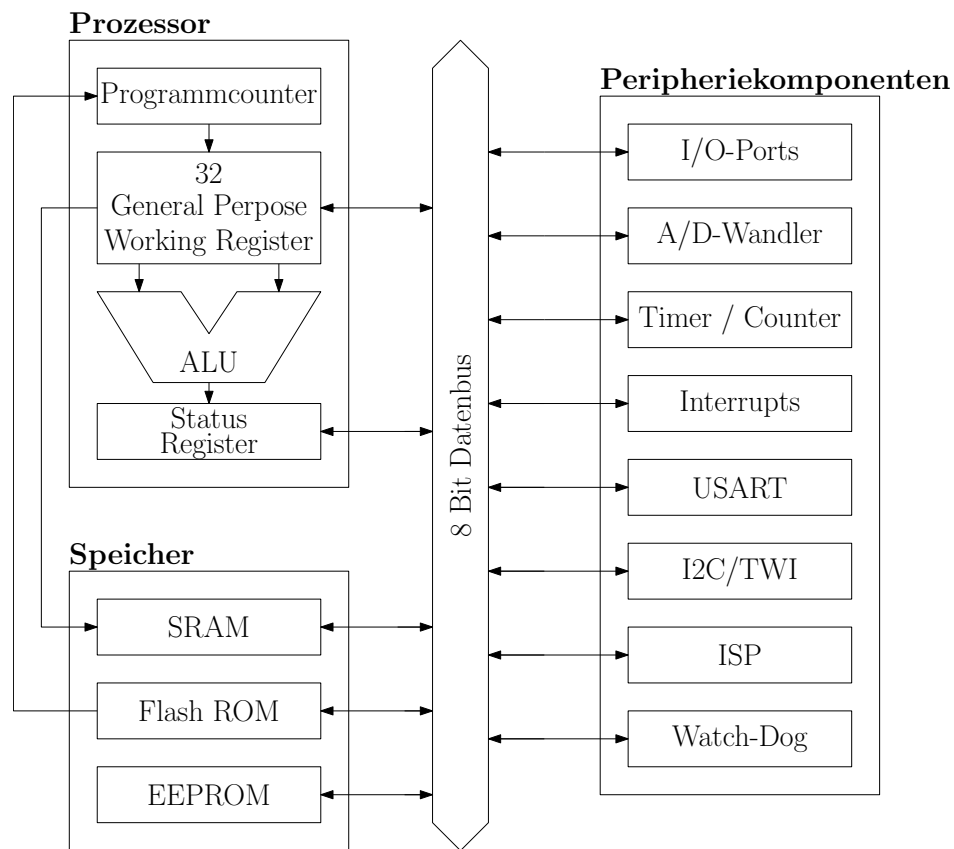 Prozessor
Programmcounter
32
General Perpose
Working Register
ALU
Status
Register
Speicher
SRAM
Flash ROM
EEPROM
8 Bit Datenbus
Peripheriekomponenten
I/O-Ports
A/D-Wandler
Timer / Counter
Interrupts
USART
I2C/TWI
ISP
Watch-Dog